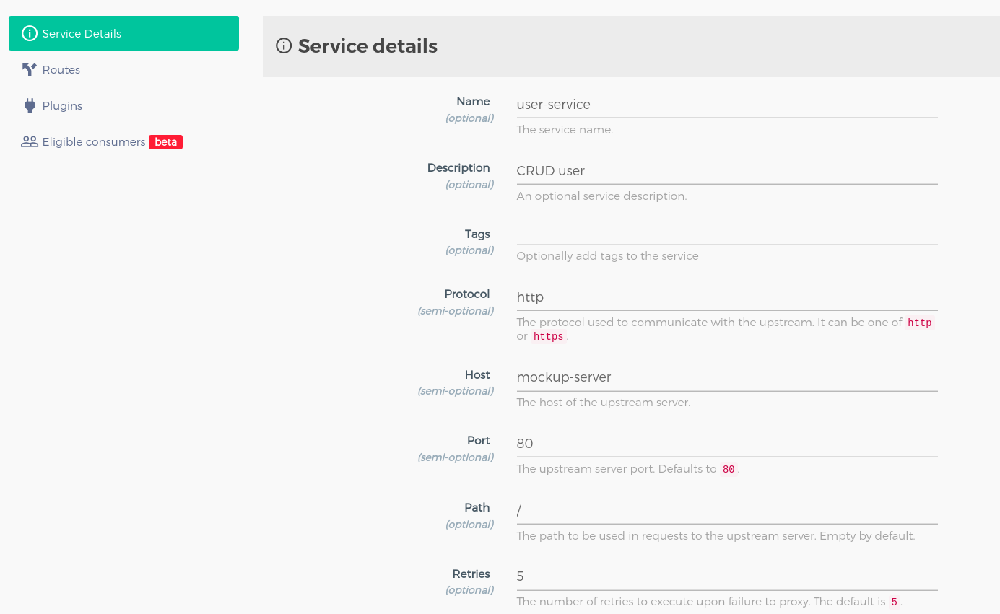 Service Details
Routes
Plugins
Eligible consumers beta
Service details
Name
(optional)
user-service
The service name.
Description
(optional)
CRUD user
An optional service description.
Tags
(optional)
Optionally add tags to the service
Protocol
(semi-optional)
http
The protocol used to communicate with the upstream. It can be one of http
or https.
Host
(semi-optional)
mockup-server
The host of the upstream server.
Port
(semi-optional)
80
The upstream server port. Defaults to 80.
Path
(optional)
/
The path to be used in requests to the upstream server. Empty by default.
Retries
(optional)
5
The number of retries to execute upon failure to proxy. The default is 5.